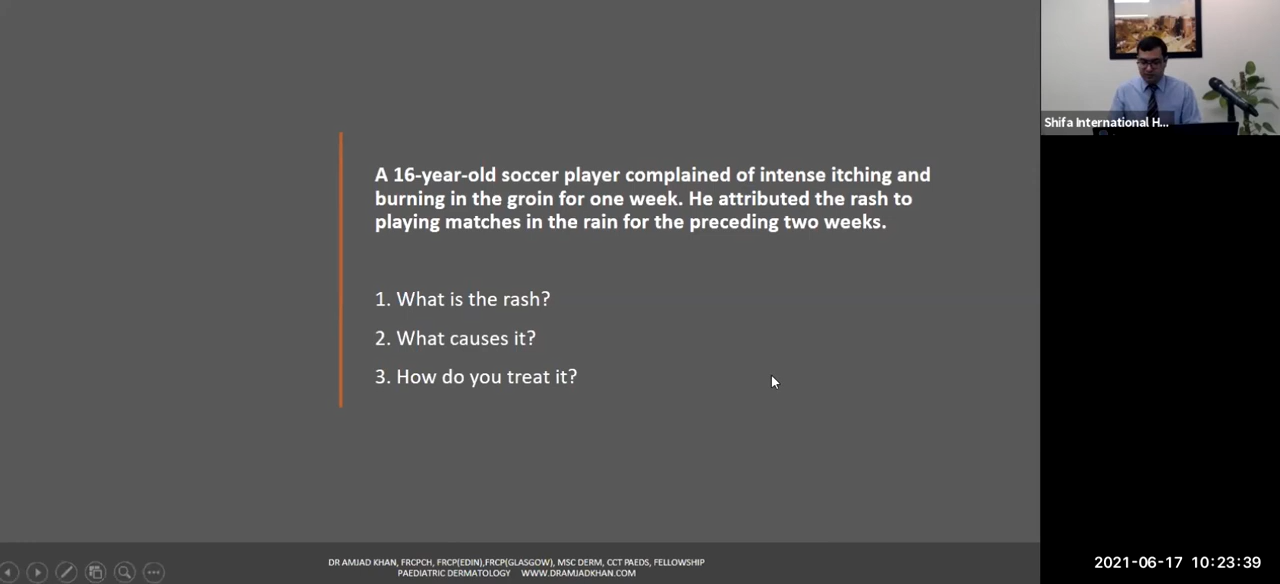 A 16-year-old soccer player complained of intense itching and
burning in the groin for one week. He attributed the rash to
playing matches in the rain for the preceding two weeks.
1. What is the rash?
2. What causes it?
3. How do you treat it?
Shifa International H...
DR AMJAD KHAN, FRCPCH, FRCP(EDIN),FRCP(GLASGOW), MSC DERM, CCT PAEDS, FELLOWSHIP
PAEDIATRIC DERMATOLOGY WWW.DRAMJADKHAN.COM
2021-06-17 10:23:39